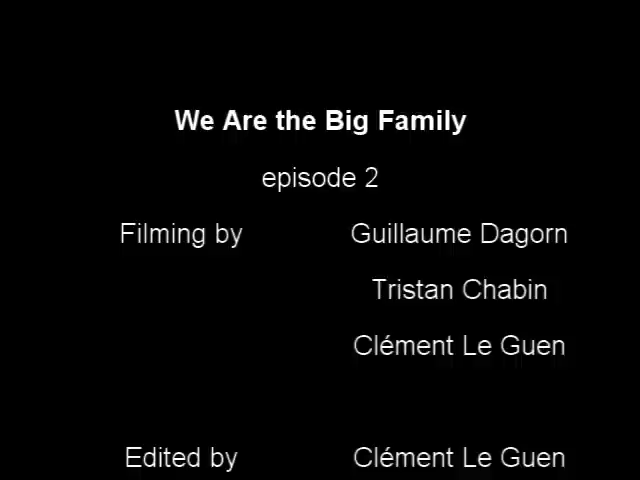 We Are the Big Family
episode 2
Filming by Guillaume Dagorn
Tristan Chabin
Clément Le Guen
Edited by Clément Le Guen